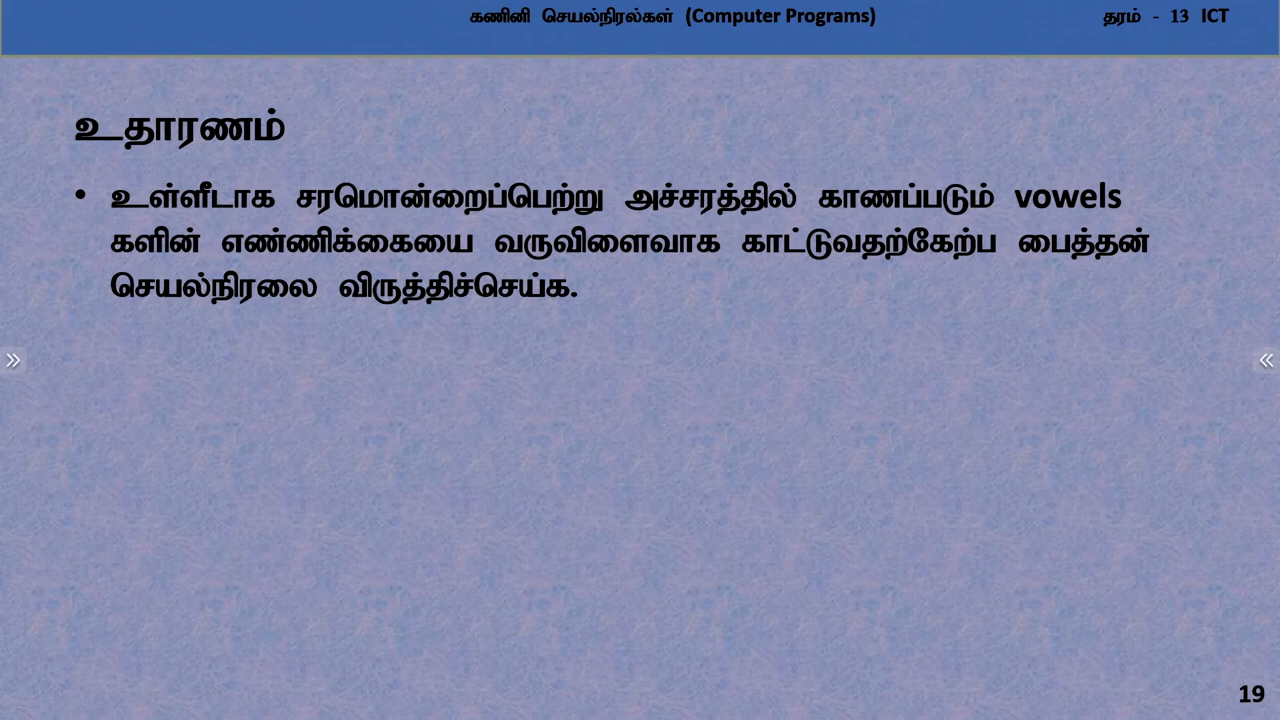 கணினி செயல்நிரல்கள் (Computer Programs) தரம் - 13 ICT
உதாரணம்
• உள்ளீடாக சரமொன்றைப்பெற்று அச்சரத்தில் காணப்படும் vowels
களின் எண்ணிக்கையை வருவிளைவாக காட்டுவதற்கேற்ப பைத்தன்
செயல்நிரலை விருத்திச்செய்க.
19